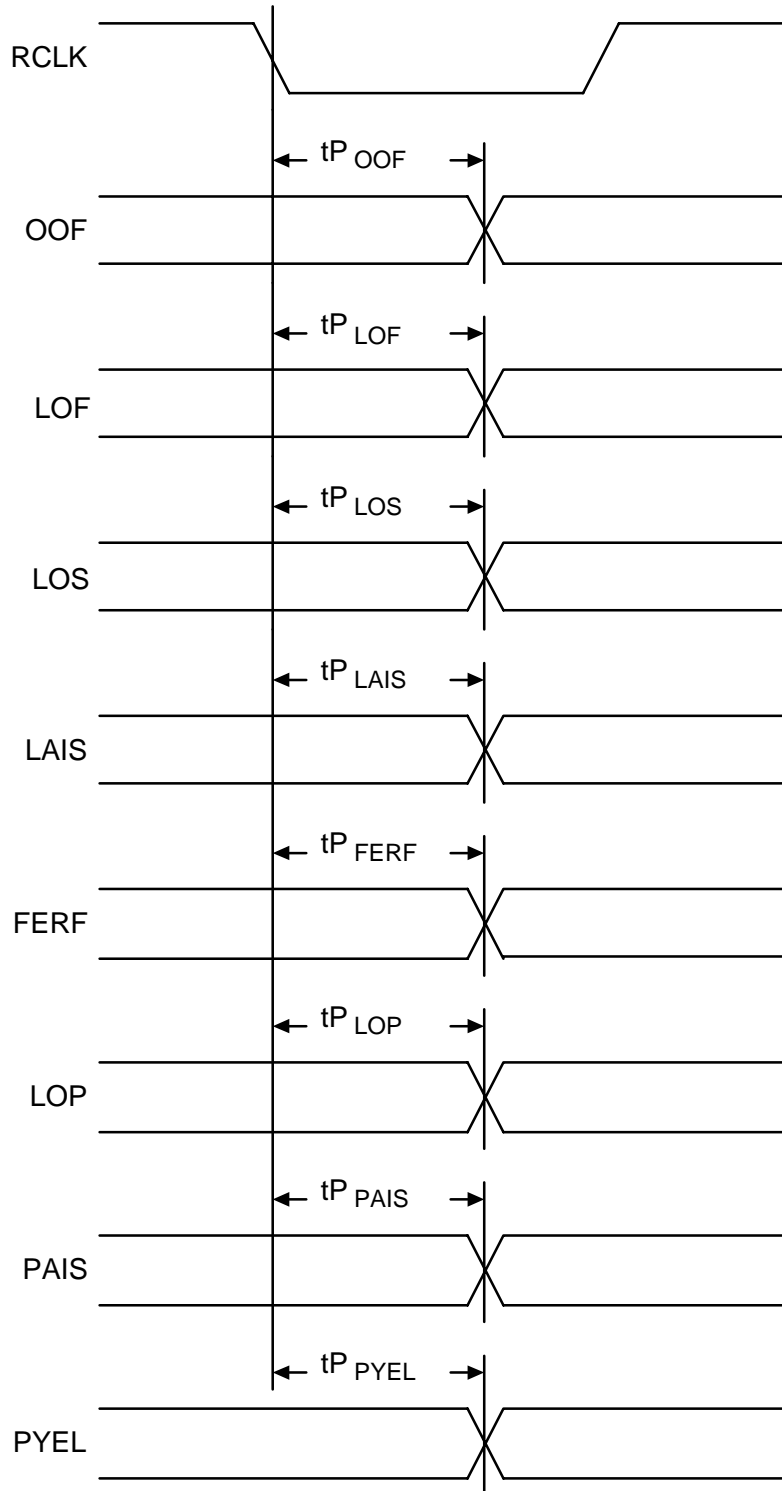 RCLK
tP OOF
OOF
tP LOF
LOF
tP LOS
LOS
tP LAIS
LAIS
tP FERF
FERF
tP LOP
LOP
tP PAIS
PAIS
tP PYEL
PYEL